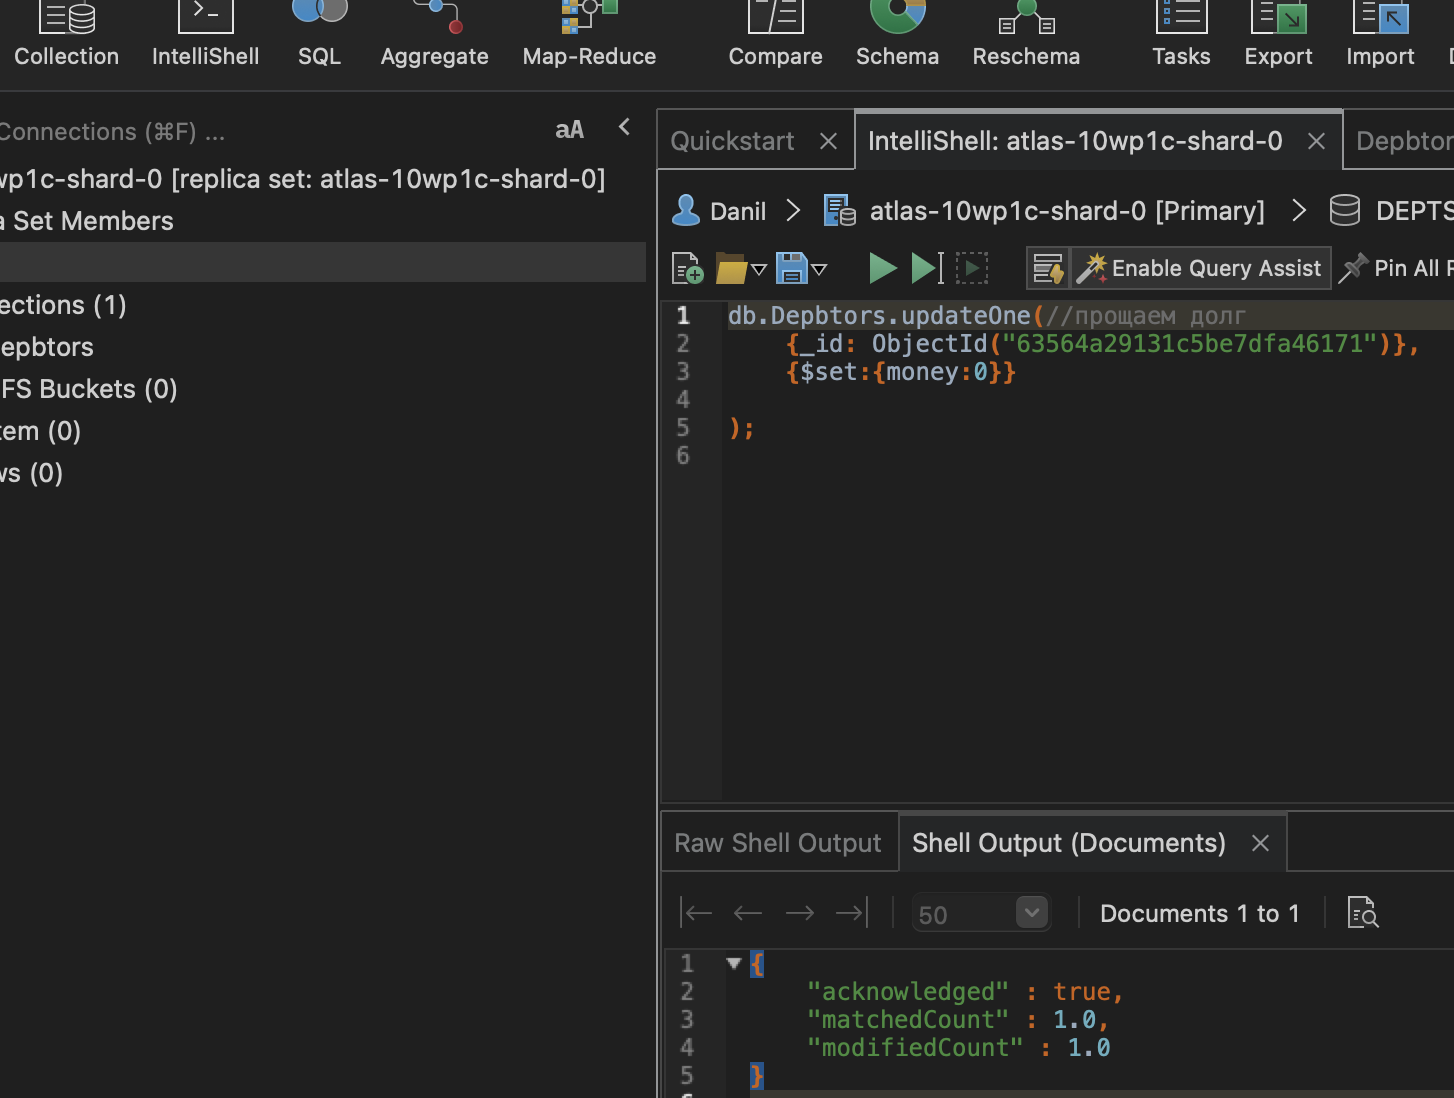 Collection IntelliShell SQL Aggregate Map-Reduce Compare Schema Reschema Tasks Export Import
Connections (⌘F) ... aA
wp1c-shard-0 [replica set: atlas-10wp1c-shard-0]
a Set Members
ections (1)
epbtors
FS Buckets (0)
tem (0)
ws (0)
Quickstart IntelliShell: atlas-10wp1c-shard-0 Depbtor
Danil atlas-10wp1c-shard-0 [Primary] DEPTS
Enable Query Assist Pin All
1 db.Depbtors.updateOne(//прощаем долг
2 {_id: ObjectId("63564a29131c5be7dfa46171")},
3 {$set:{money:0}}
4
5 );
6
Raw Shell Output Shell Output (Documents)
50 Documents 1 to 1
1 {
2 "acknowledged" : true,
3 "matchedCount" : 1.0,
4 "modifiedCount" : 1.0
5 }